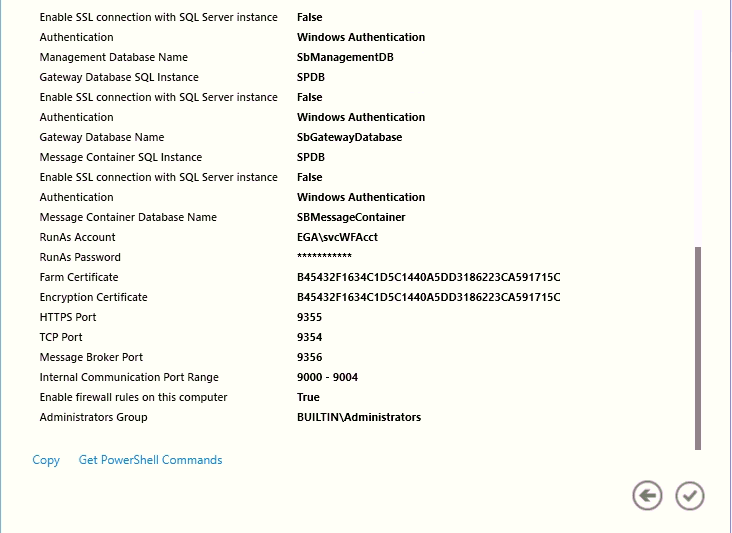 Enable SSL connection with SQL Server instance False
Authentication Windows Authentication
Management Database Name SbManagementDB
Gateway Database SQL Instance SPDB
Enable SSL connection with SQL Server instance False
Authentication Windows Authentication
Gateway Database Name SbGatewayDatabase
Message Container SQL Instance SPDB
Enable SSL connection with SQL Server instance False
Authentication Windows Authentication
Message Container Database Name SBMessageContainer
RunAs Account EGA\svcWFAcct
RunAs Password ***********
Farm Certificate B45432F1634C1D5C1440A5DD3186223CA591715C
Encryption Certificate B45432F1634C1D5C1440A5DD3186223CA591715C
HTTPS Port 9355
TCP Port 9354
Message Broker Port 9356
Internal Communication Port Range 9000 - 9004
Enable firewall rules on this computer True
Administrators Group BUILTIN\Administrators
Copy Get PowerShell Commands